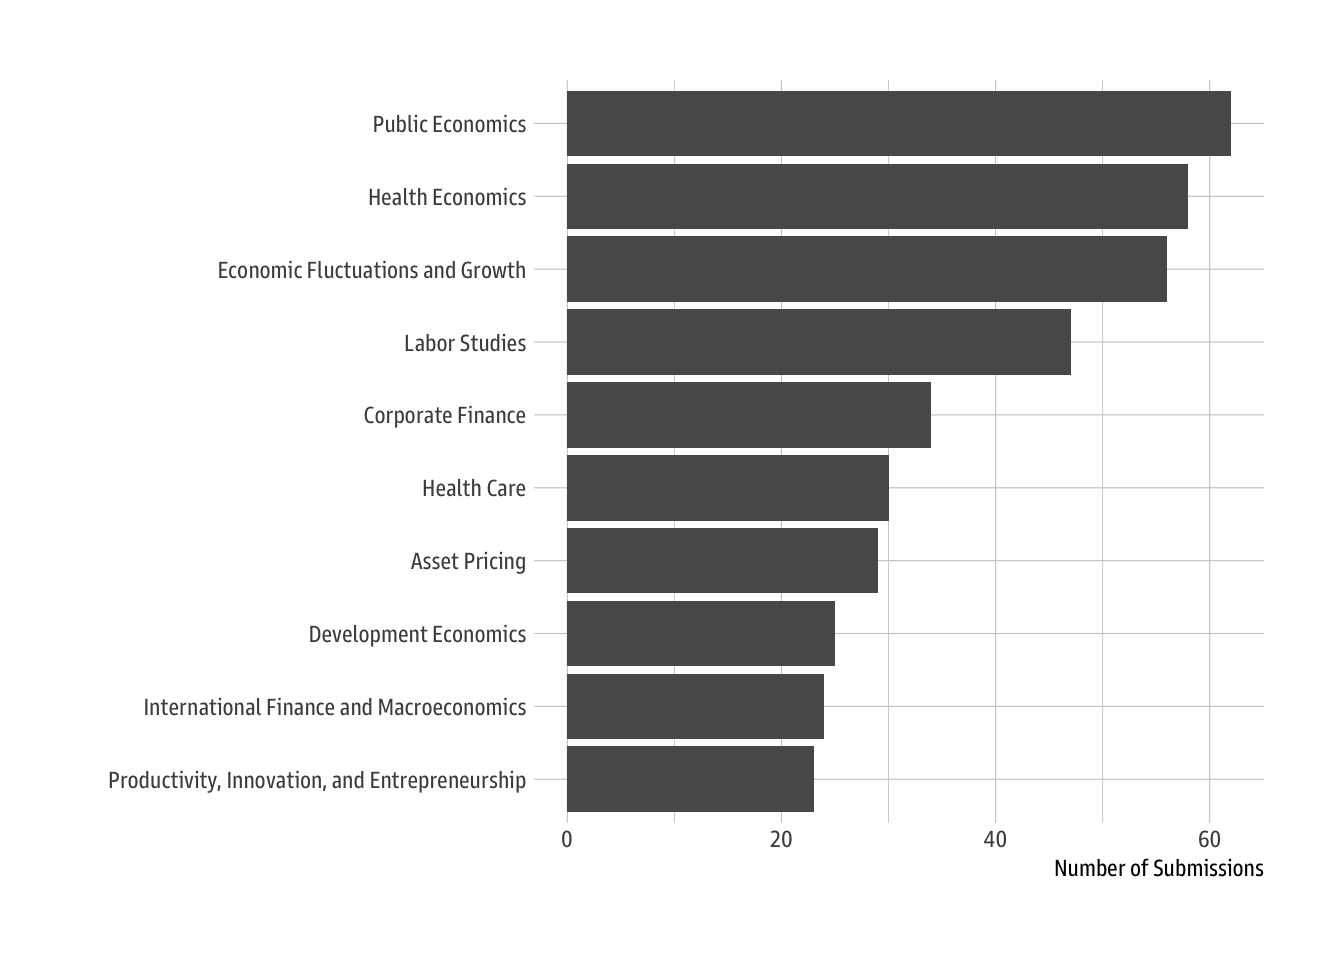 Public Economics
Health Economics
Economic Fluctuations and Growth
Labor Studies
Corporate Finance
Health Care
Asset Pricing
Development Economics
International Finance and Macroeconomics
Productivity, Innovation, and Entrepreneurship
0 20 40 60
Number of Submissions